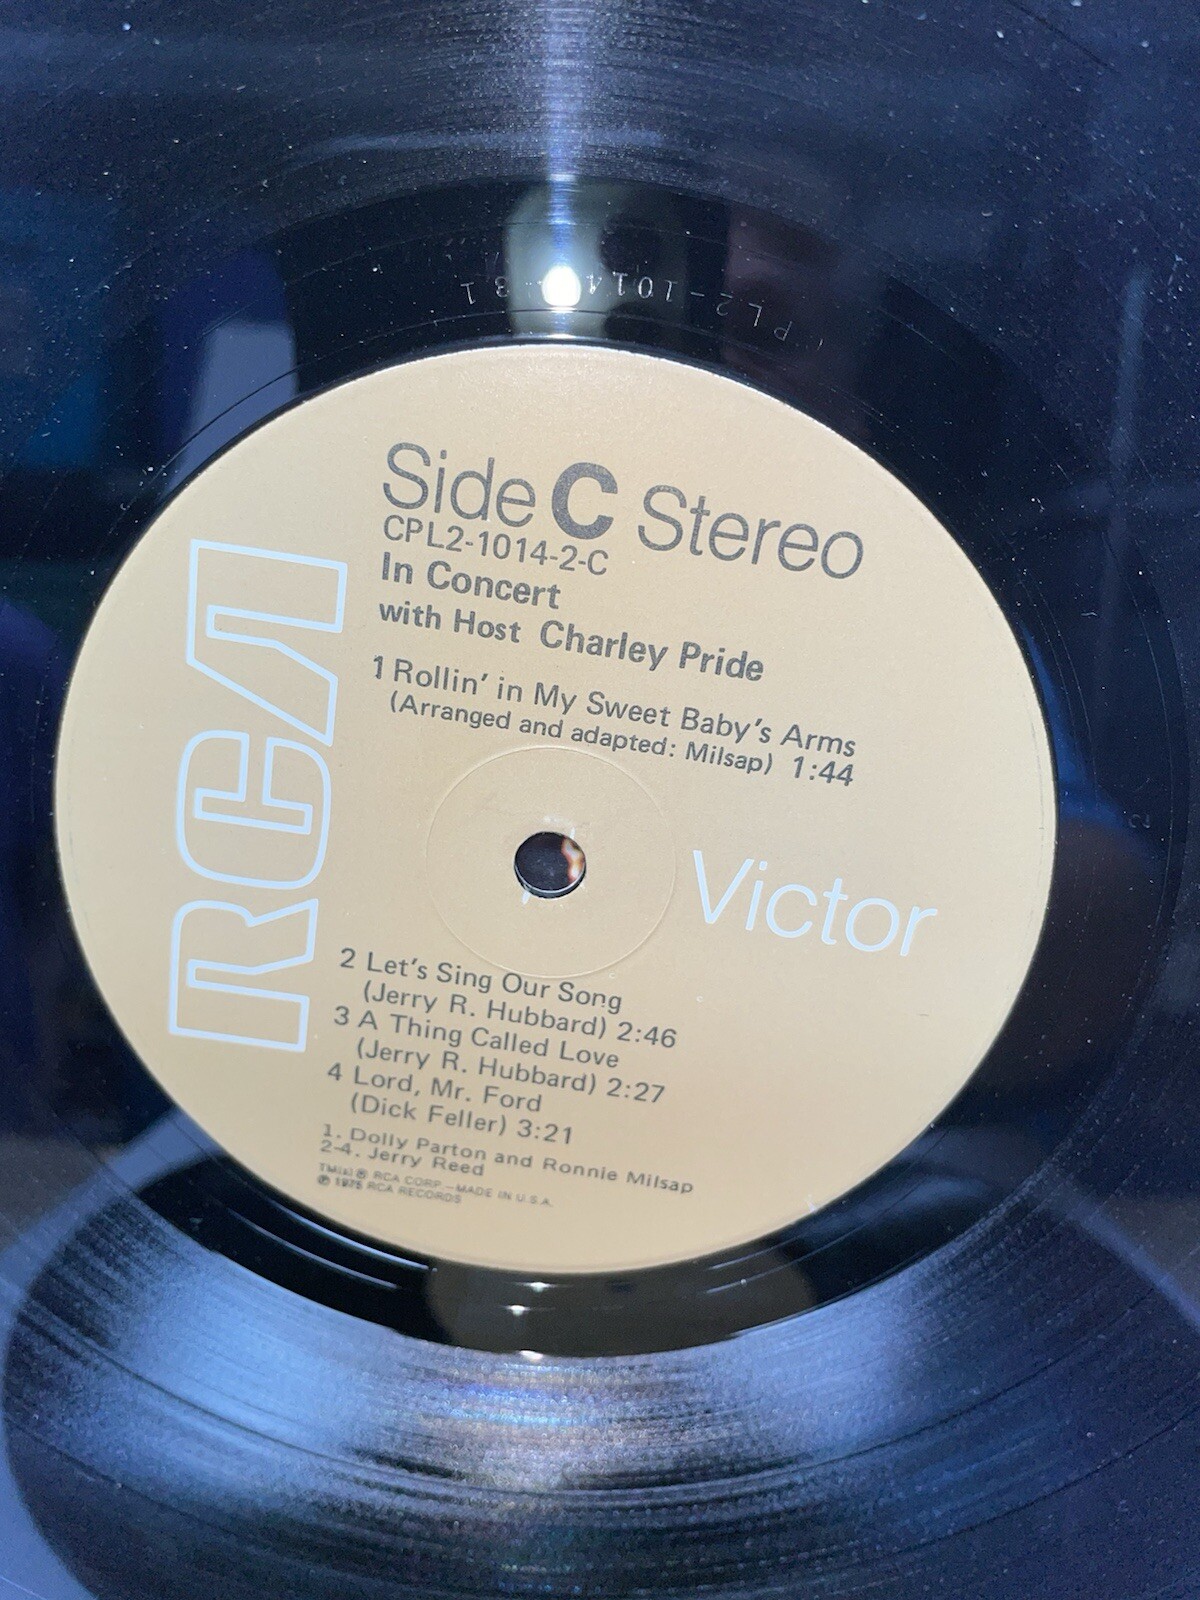 Side C Stereo
CPL2-1014-2-C
In Concert
with Host Charley Pride
1 Rollin' in My Sweet Baby's Arms
(Arranged and adapted: Milsap) 1:44
RCA
Victor
2 Let's Sing Our Song
(Jerry R. Hubbard) 2:46
3 A Thing Called Love
(Jerry R. Hubbard) 2:27
4 Lord, Mr. Ford
(Dick Feller) 3:21
1. Dolly Parton and Ronnie Milsap
2-4. Jerry Reed
TM(s) ® RCA CORP.—MADE IN U.S.A.
℗ 1975 RCA RECORDS